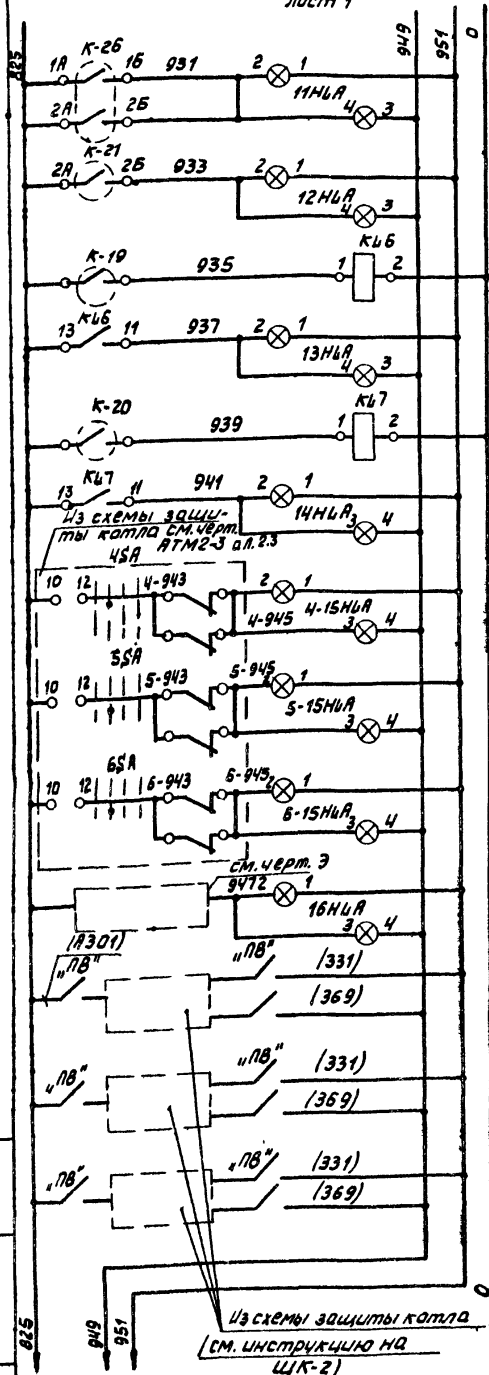 Лист 1
825
949
951
0
К-26
1А 1Б 931 2 1
11HLA
2А 2Б 4 3
К-21
2А 2Б 933 2 1
12HLA
4 3
К-19 935 1 KL6 2
KL6
13 11 937 2 1
13HLA
4 3
К-20 939 1 KL7 2
KL7
13 11 941 2 1
14HLA
3 4
Из схемы защи-
ты котла см. черт.
АТМ2-3 ал.2.3
4SA
10 12 4-943 2 1
4-15HLA
4-945 3 4
5SA
10 12 5-943 5-945 2 1
5-15HLA
3 4
6SA
10 12 6-943 6-945 2 1
6-15HLA
3 4
см. черт. Э
9472 1
16HLA
3 4
(А301)
"ПВ" "ПВ" (331)
(369)
"ПВ" "ПВ" (331)
(369)
"ПВ" "ПВ" (331)
(369)
825
949
951
0
Из схемы защиты котла
(см. инструкцию на
ЩК-2)